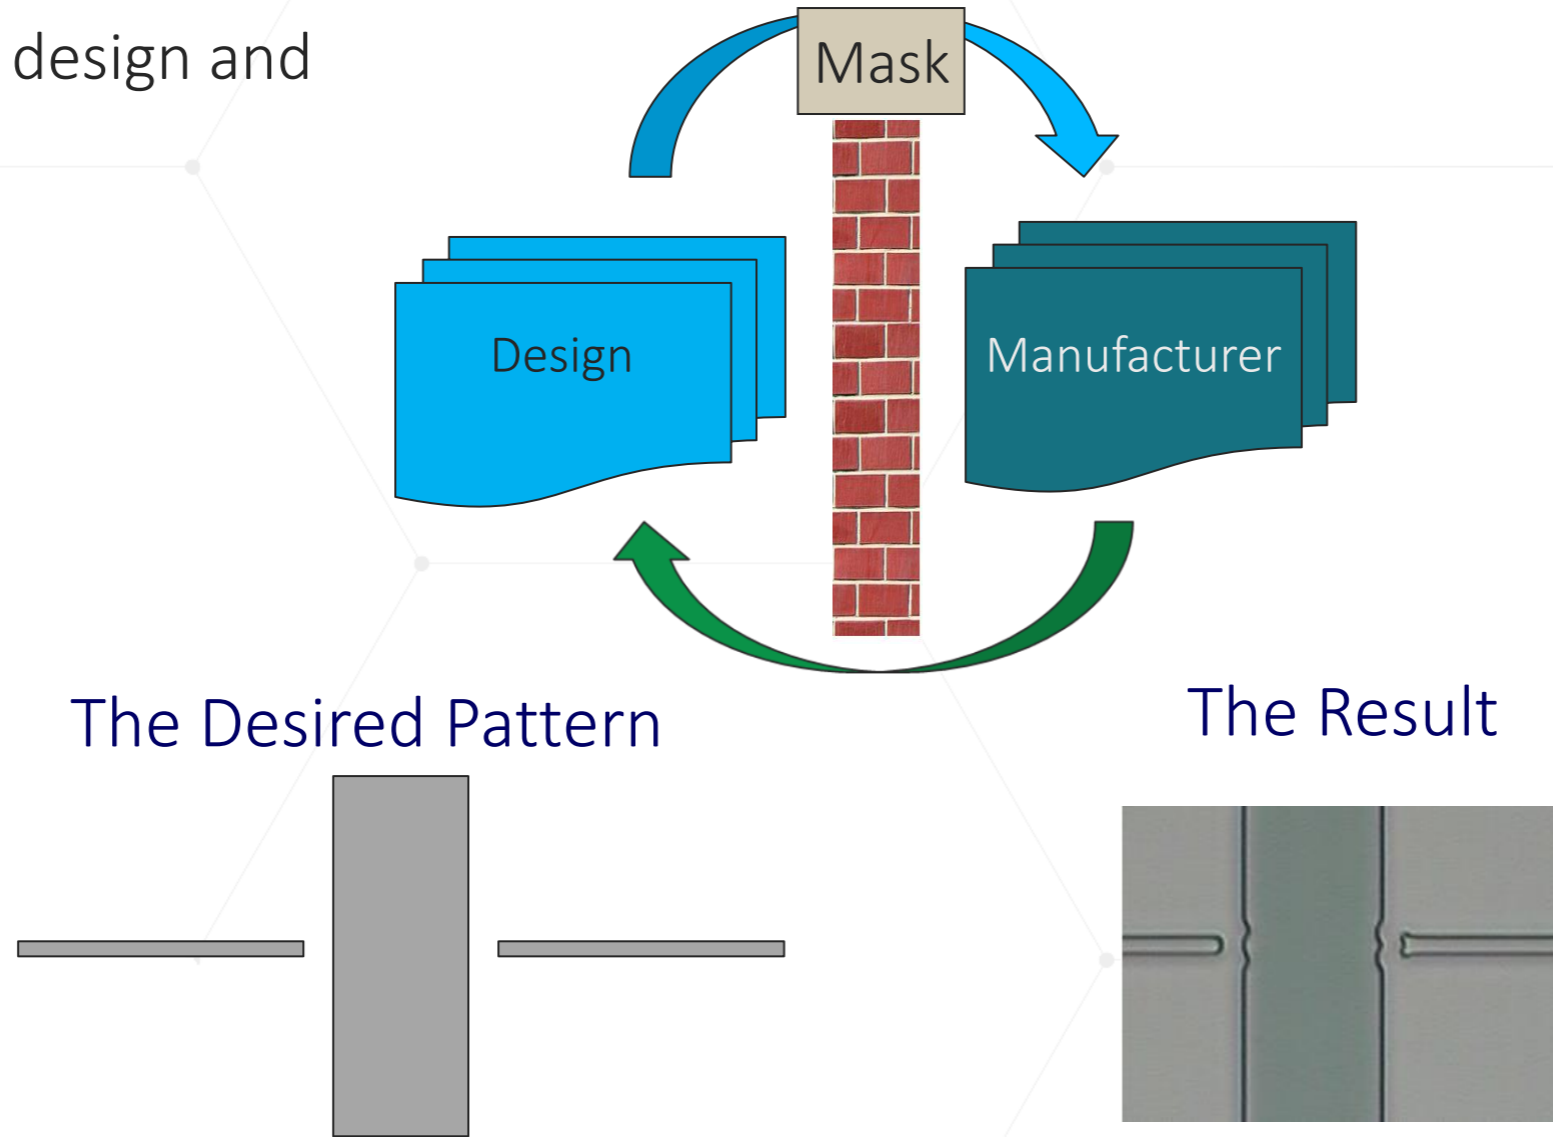 design and
Mask
Design
Manufacturer
The Desired Pattern
The Result